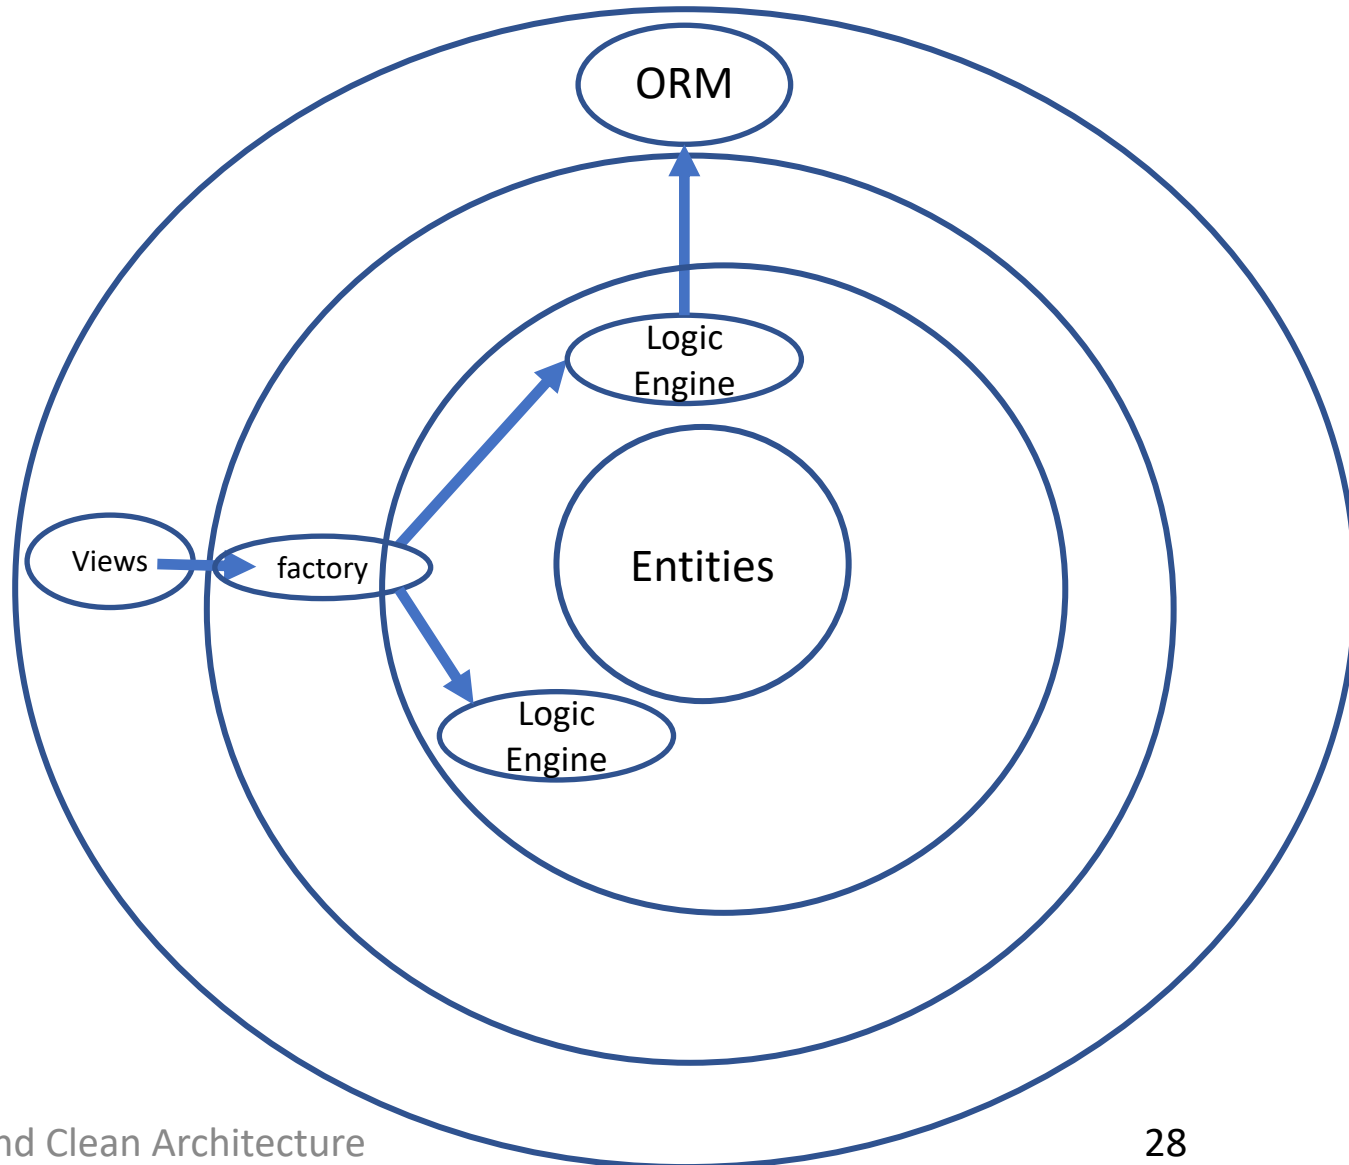 ORM
Logic
Engine
Entities
Views
factory
Logic
Engine
nd Clean Architecture
28